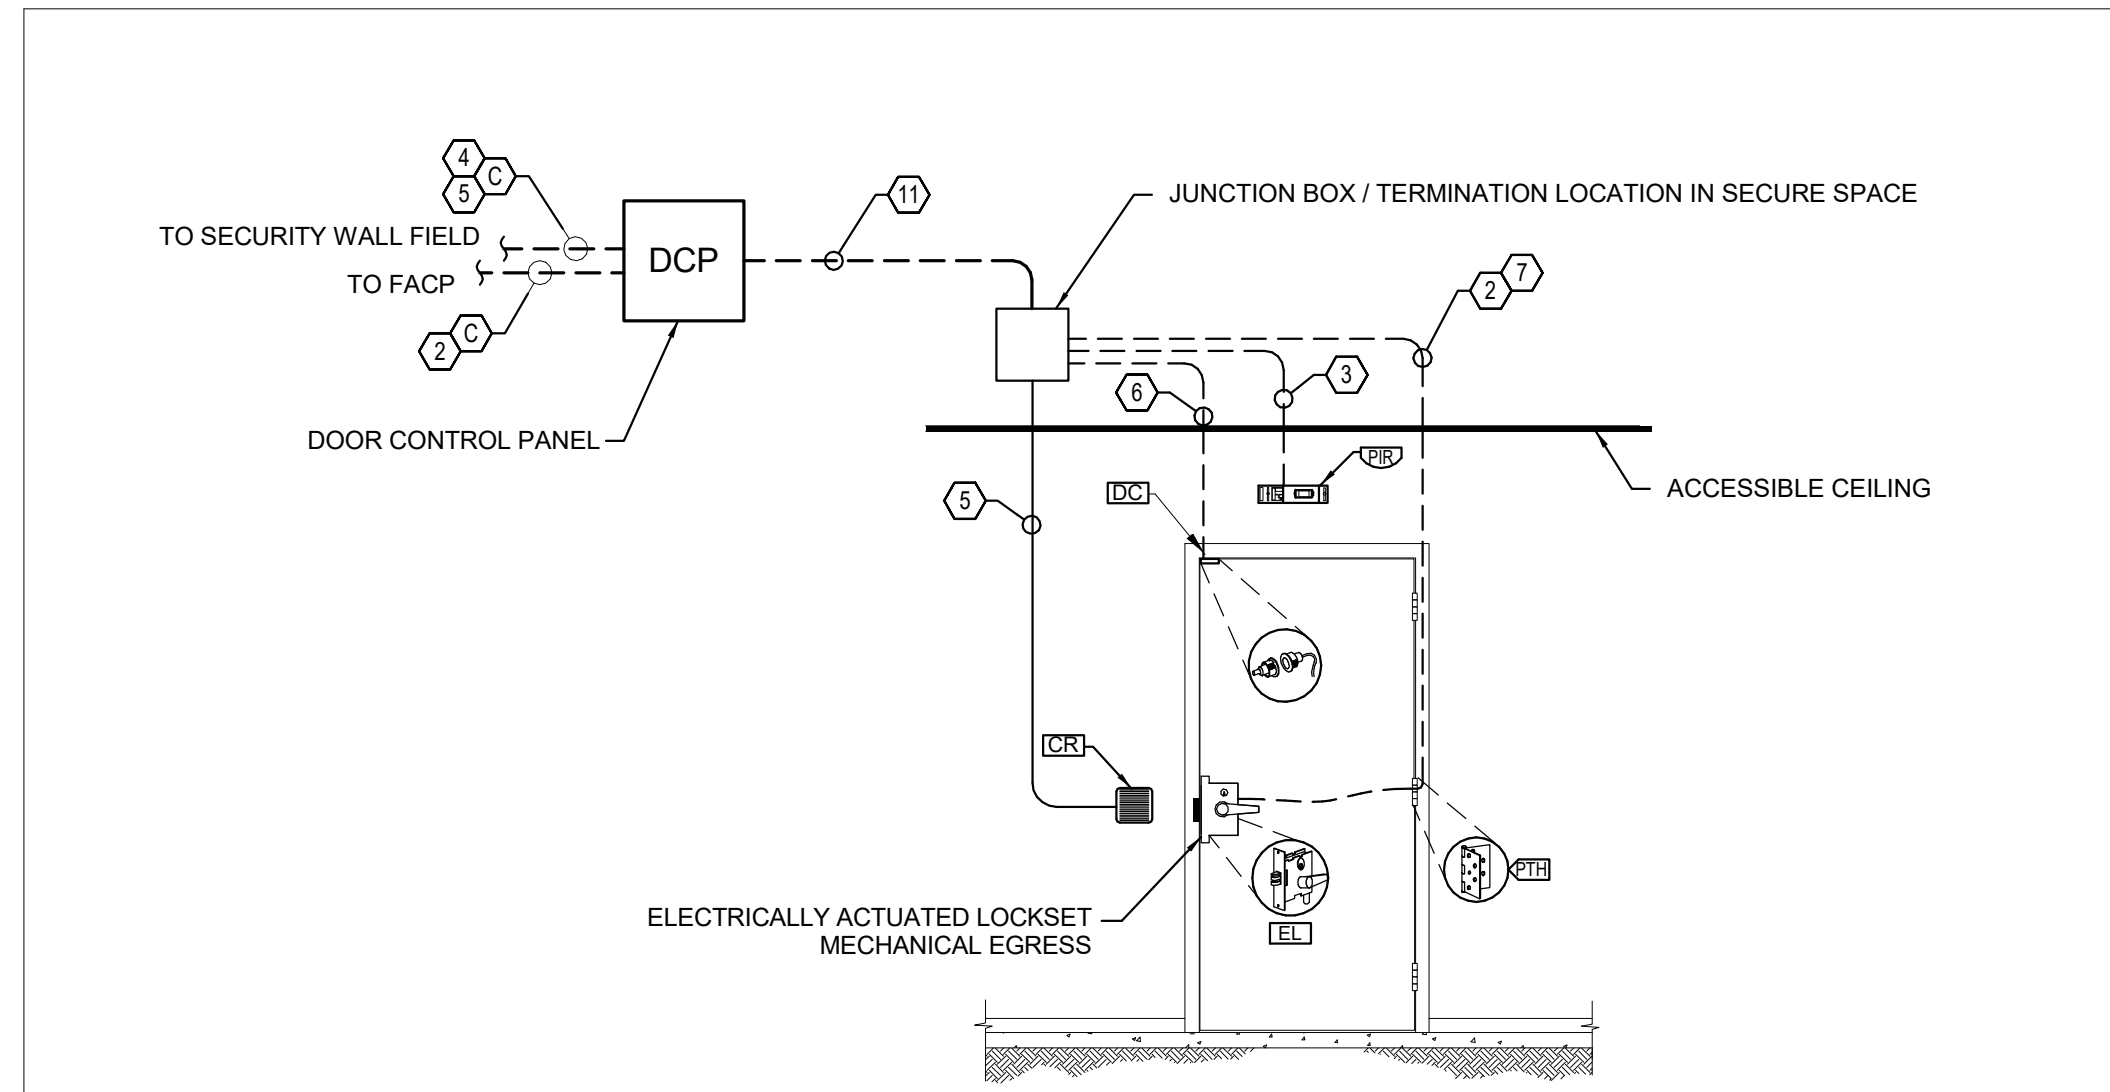 4
C
5
11
JUNCTION BOX / TERMINATION LOCATION IN SECURE SPACE
TO SECURITY WALL FIELD
DCP
TO FACP
7
2
C
2
3
6
DOOR CONTROL PANEL
PIR
DC
ACCESSIBLE CEILING
5
CR
PTH
ELECTRICALLY ACTUATED LOCKSET
MECHANICAL EGRESS
EL